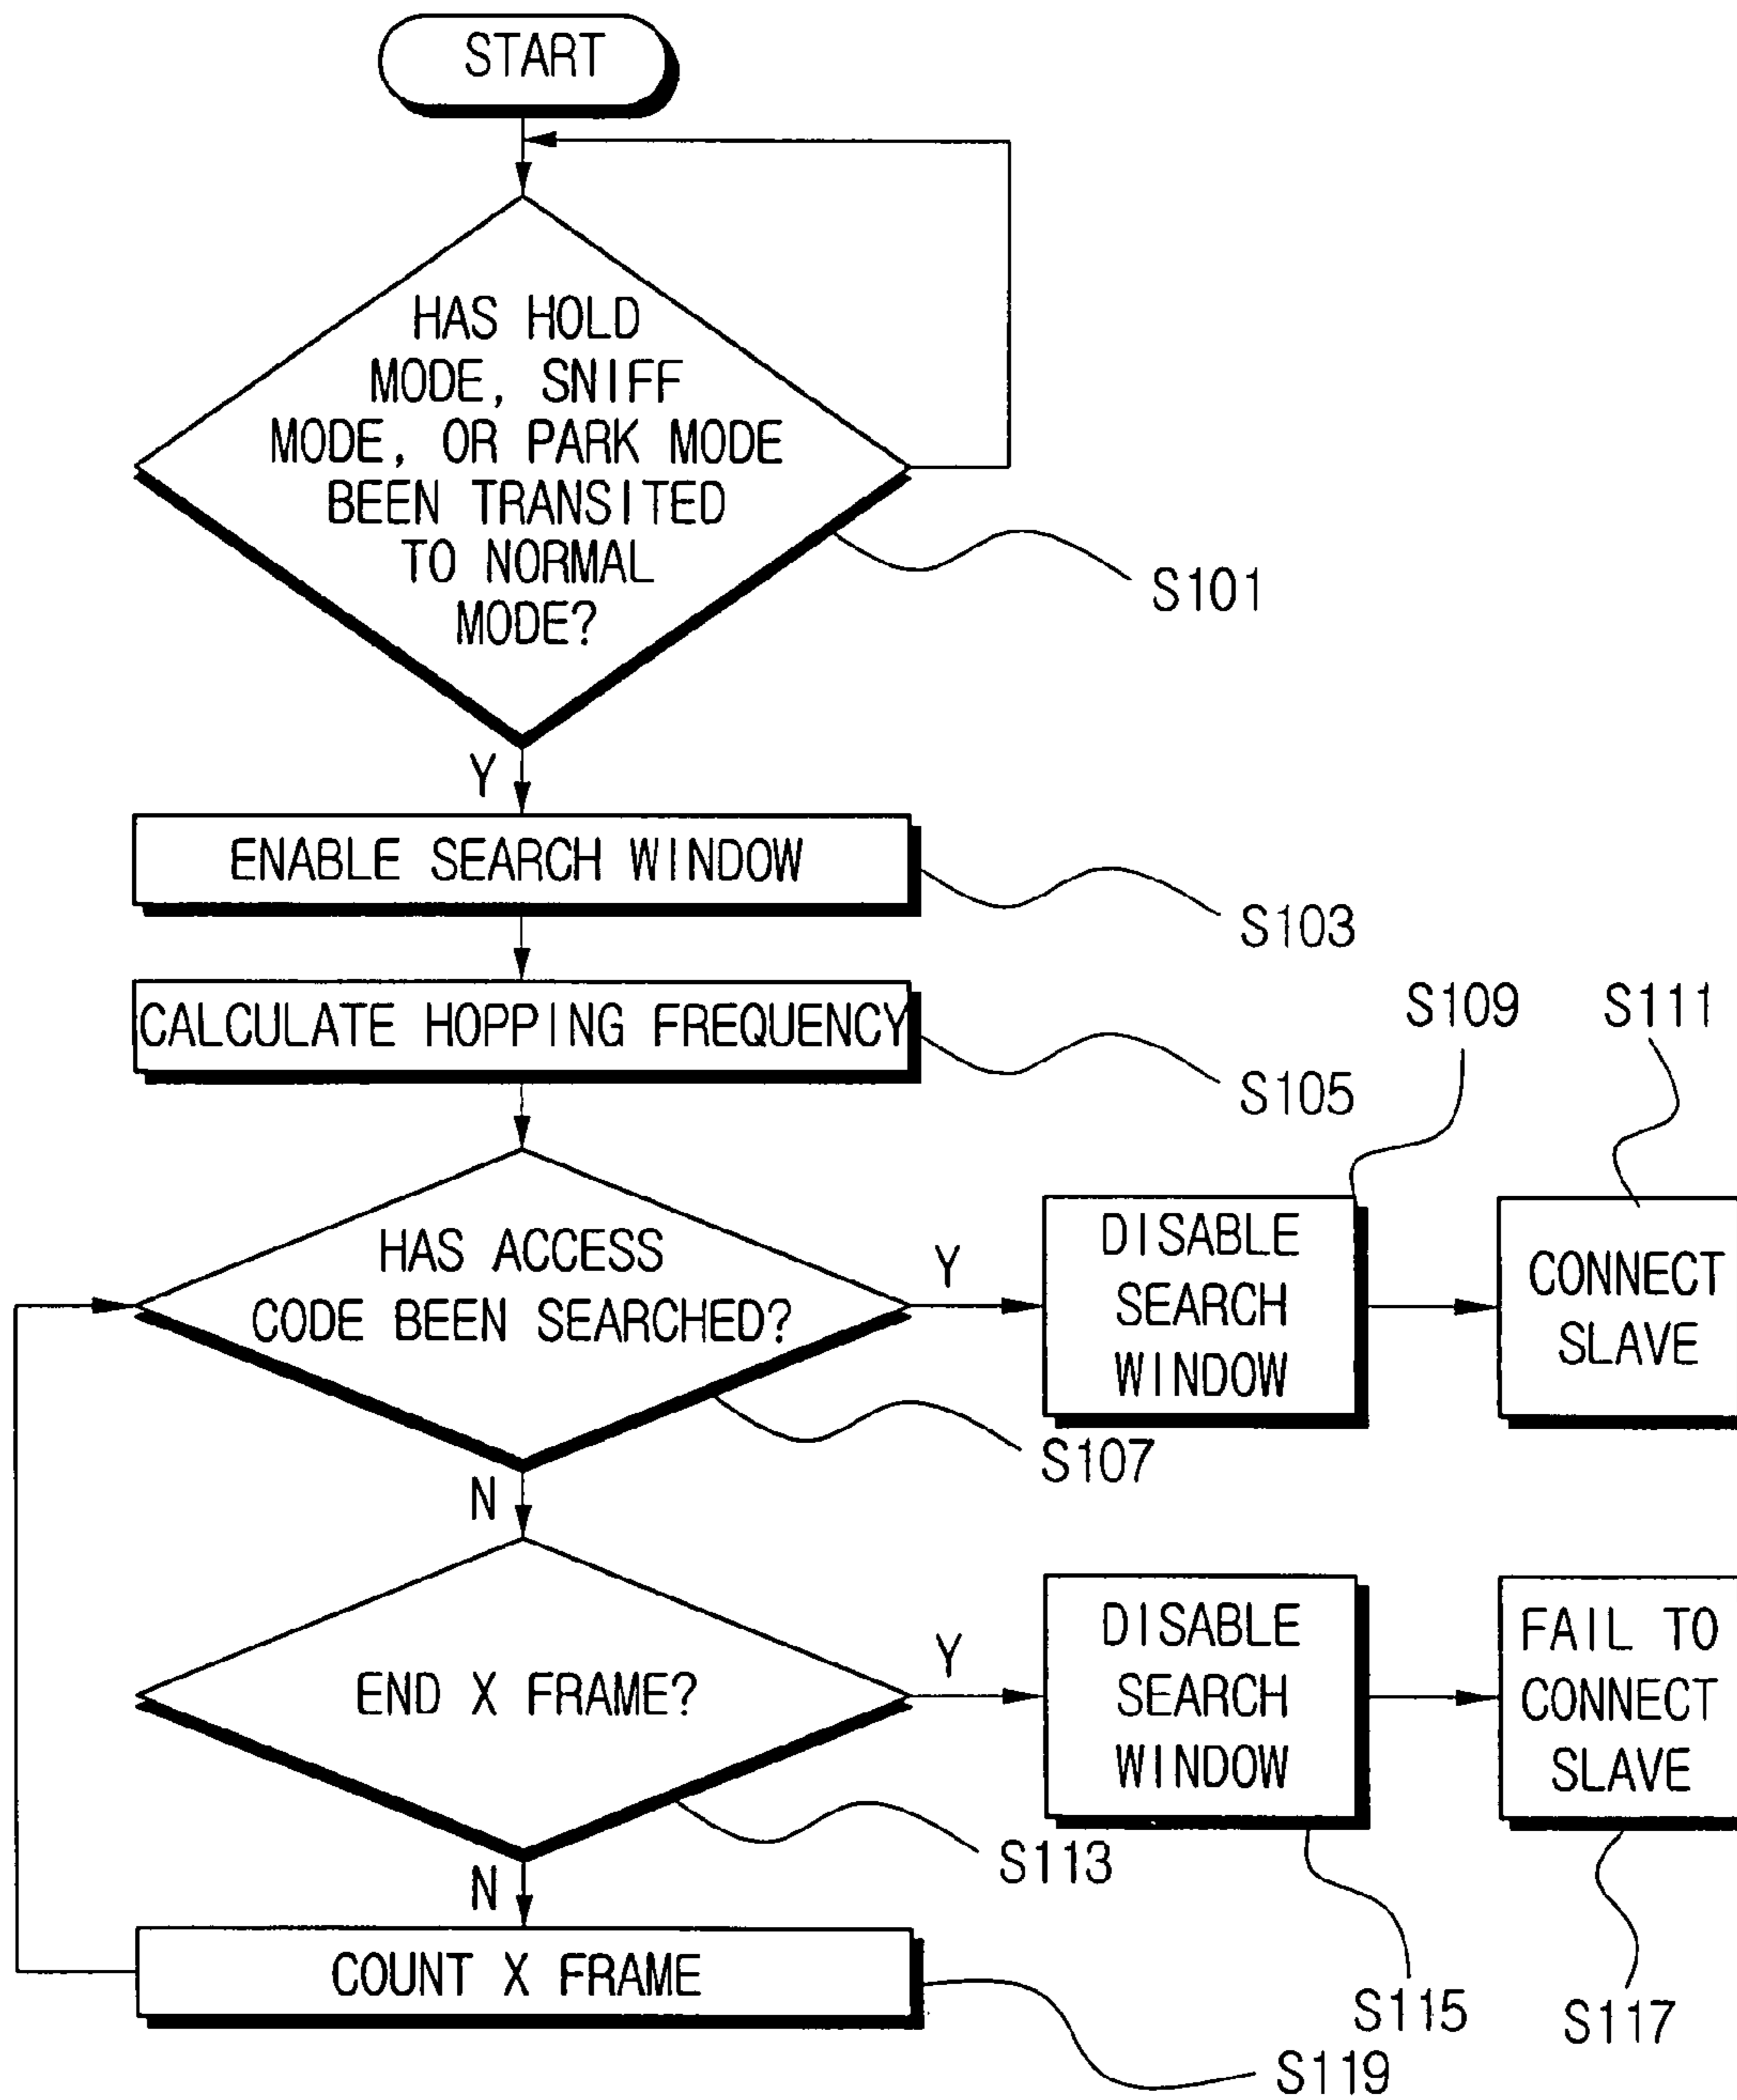 START
HAS HOLD
MODE, SNIFF
MODE, OR PARK MODE
BEEN TRANSITED
TO NORMAL
MODE?
S101
Y
ENABLE SEARCH WINDOW
S103
CALCULATE HOPPING FREQUENCY
S105
S109
S111
HAS ACCESS
CODE BEEN SEARCHED?
Y
DISABLE
SEARCH
WINDOW
CONNECT
SLAVE
S107
N
END X FRAME?
Y
DISABLE
SEARCH
WINDOW
FAIL TO
CONNECT
SLAVE
S113
N
COUNT X FRAME
S115
S117
S119